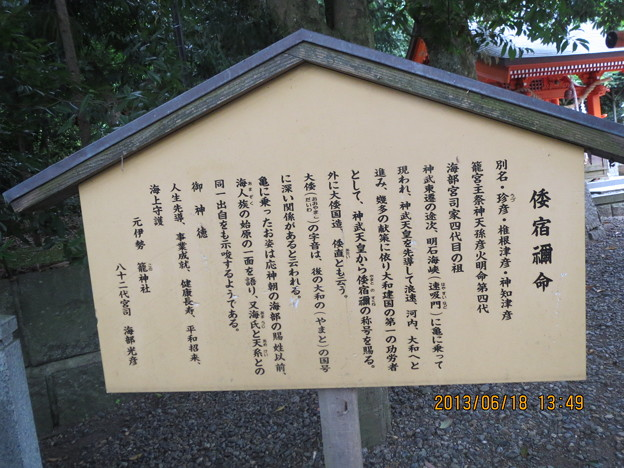 倭宿禰命
別名・珍彦・椎根津彦・神知津彦
籠宮主祭神天孫彦火明命第四代
海部宮司家四代目の祖
神武東遷の途次、明石海峡(速吸門)に亀に乗って
現われ、神武天皇を先導して浪速、河内、大和へと
進み、幾多の献策に依り大和建国の第一の功労者
として、神武天皇から倭宿禰の称号を賜る。
外に大倭国造、倭直とも云う。
大倭(おおやまと)の字音は、後の大和の(やまと)の国号
に深い関係があると云われる。
亀に乗ったお姿は応神朝の海部の賜姓以前、
海人族の始原の一面を語り、又海氏と天系との
同一出自をも示唆するようである。
御神徳
人生先導、事業成就、健康長寿、平和招来、
海上守護
元伊勢 籠神社
八十二代宮司 海部光彦
2013/06/18 13:49